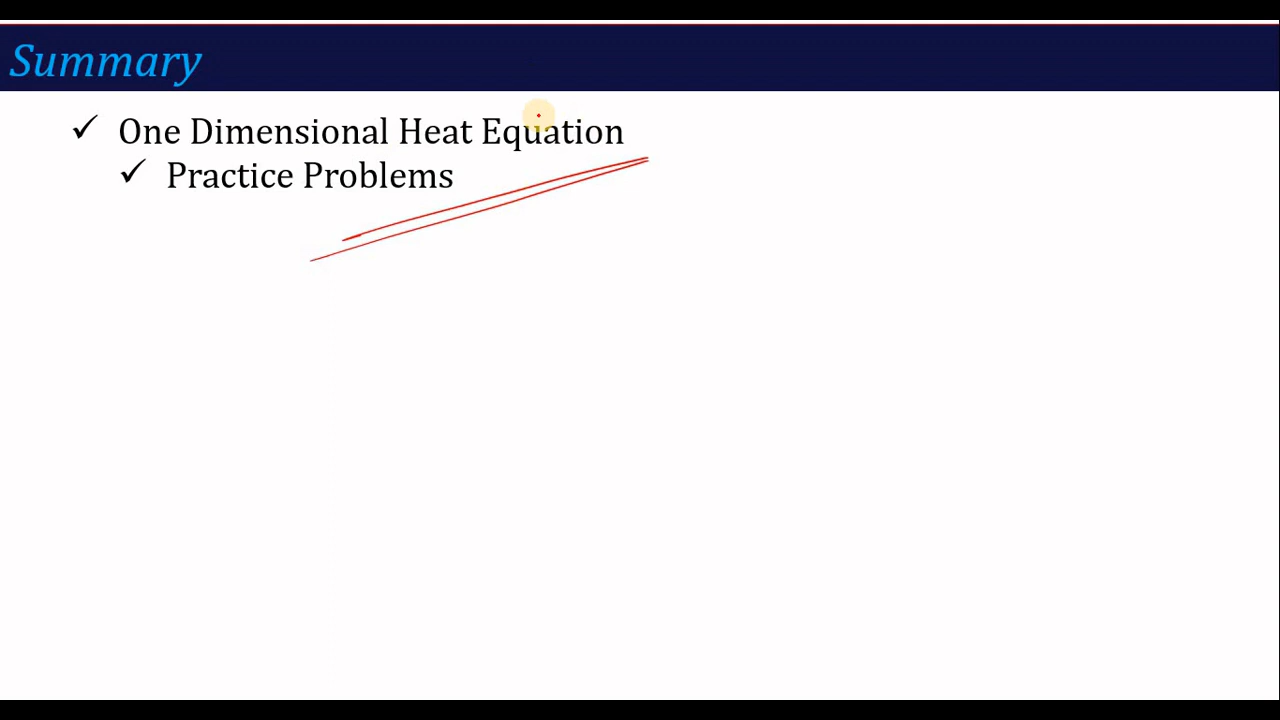 Summary
✓ One Dimensional Heat Equation
✓ Practice Problems